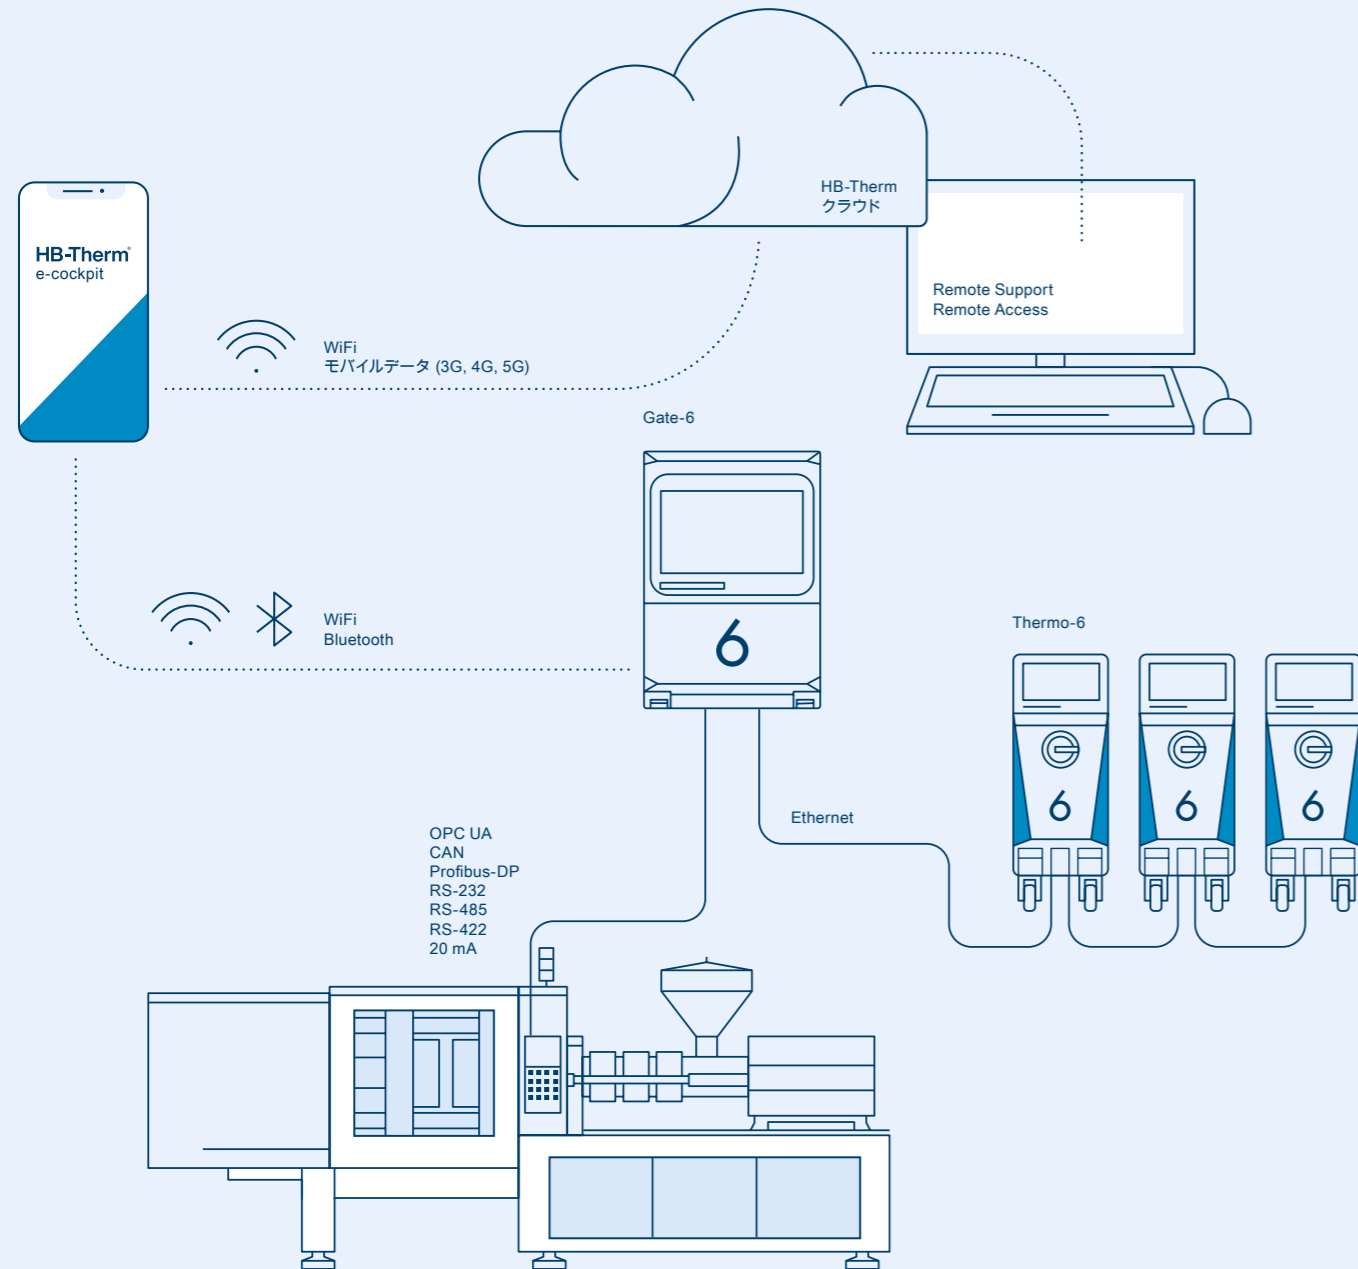 HB-Therm
クラウド
HB-Therm®
e-cockpit
Remote Support
Remote Access
WiFi
モバイルデータ (3G, 4G, 5G)
Gate-6
WiFi
Bluetooth
6
Thermo-6
6
6
6
Ethernet
OPC UA
CAN
Profibus-DP
RS-232
RS-485
RS-422
20 mA